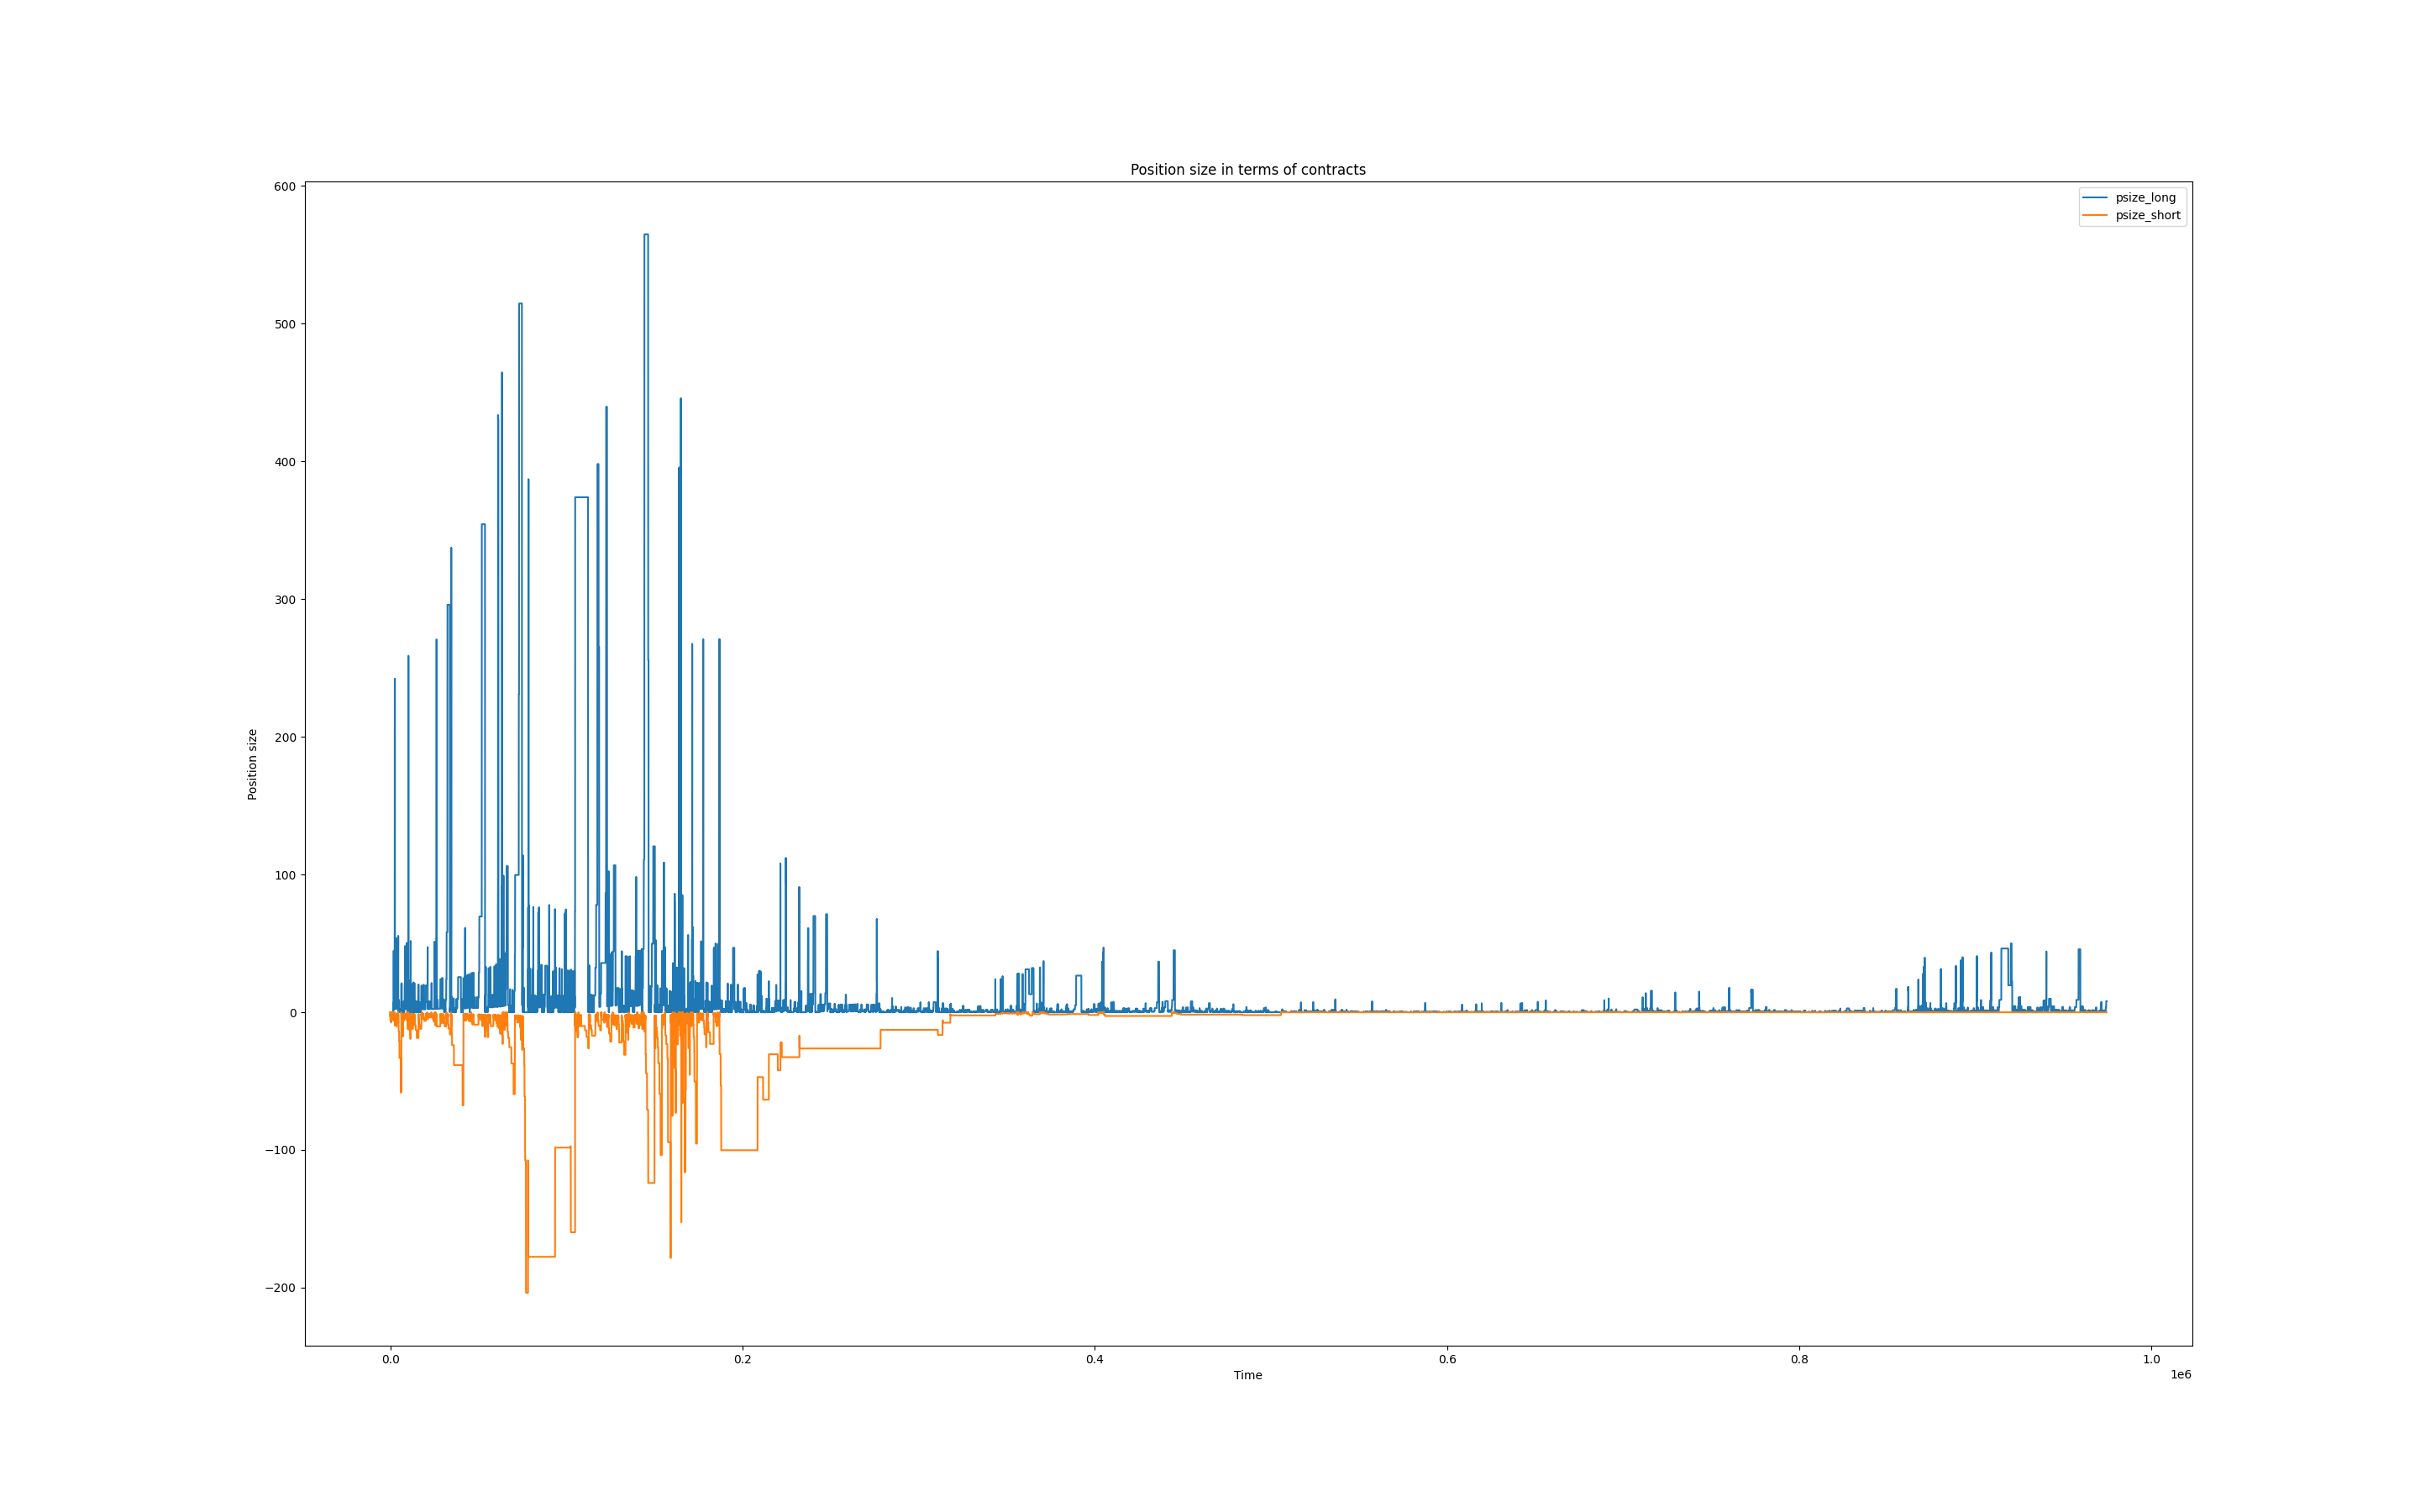 Position size in terms of contracts
psize_long
psize_short
600
500
400
300
200
100
0
−100
−200
Position size
0.0
0.2
0.4
0.6
0.8
1.0
1e6
Time